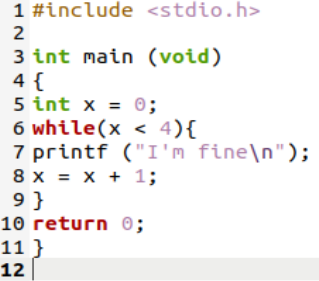 1 #include <stdio.h>
2
3 int main (void)
4 {
5 int x = 0;
6 while(x < 4){
7 printf ("I'm fine\n");
8 x = x + 1;
9 }
10 return 0;
11 }
12